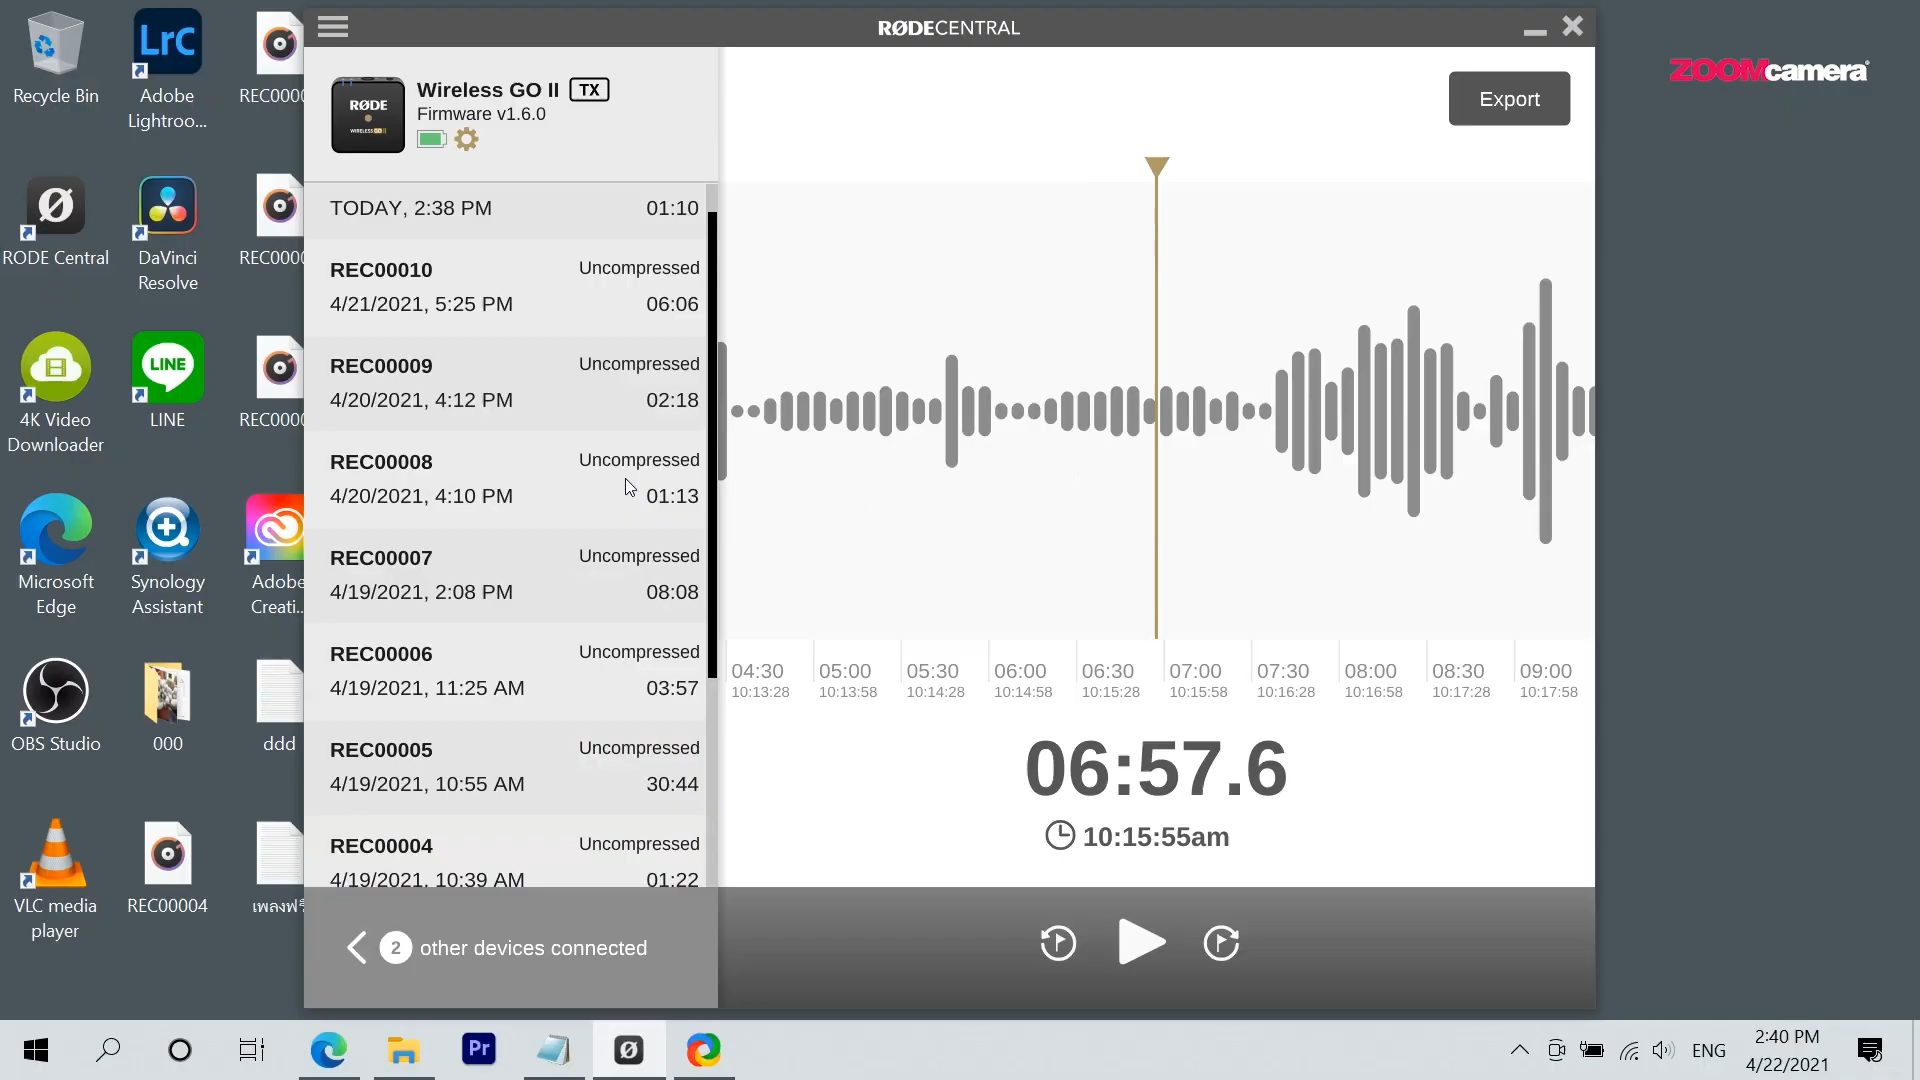 Recycle Bin
Adobe
Lightroo...
REC0000
RODE Central
DaVinci
Resolve
REC0000
4K Video
Downloader
LINE
LINE
REC0000
Microsoft
Edge
Synology
Assistant
Adobe
Creati...
OBS Studio
000
ddd
VLC media
player
REC00004
เพลงฟรี
LrC
RØDECENTRAL
Wireless GO II TX
Firmware v1.6.0
RØDE
WIRELESS GO II
TODAY, 2:38 PM 01:10
REC00010 Uncompressed
4/21/2021, 5:25 PM 06:06
REC00009 Uncompressed
4/20/2021, 4:12 PM 02:18
REC00008 Uncompressed
4/20/2021, 4:10 PM 01:13
REC00007 Uncompressed
4/19/2021, 2:08 PM 08:08
REC00006 Uncompressed
4/19/2021, 11:25 AM 03:57
REC00005 Uncompressed
4/19/2021, 10:55 AM 30:44
REC00004 Uncompressed
4/19/2021, 10:39 AM 01:22
2 other devices connected
Export
04:30 05:00 05:30 06:00 06:30 07:00 07:30 08:00 08:30 09:00
10:13:28 10:13:58 10:14:28 10:14:58 10:15:28 10:15:58 10:16:28 10:16:58 10:17:28 10:17:58
06:57.6
10:15:55am
ZOOMcamera
Pr
ENG
2:40 PM
4/22/2021